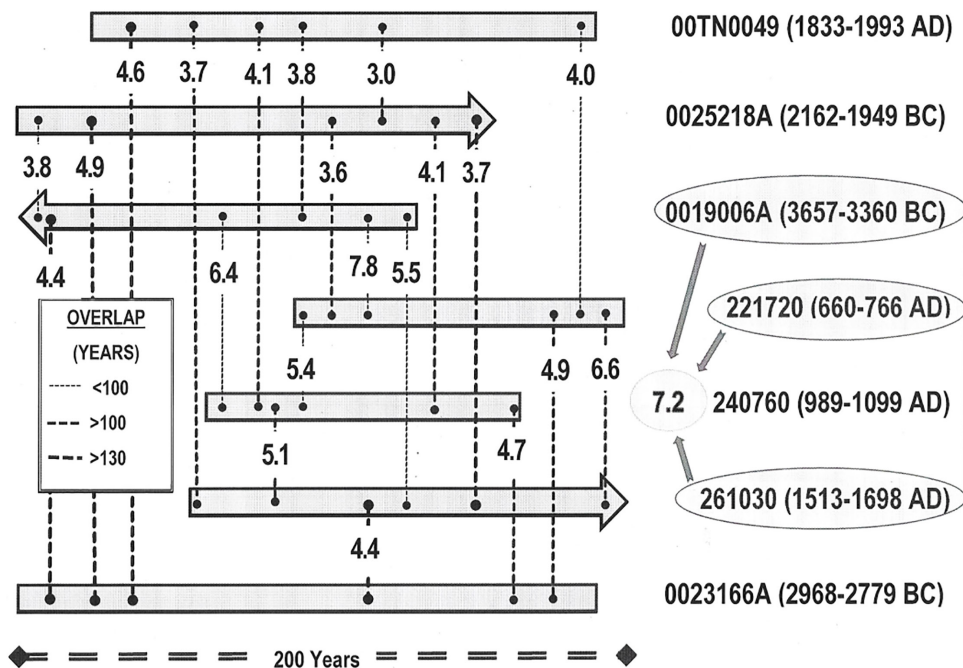 00TN0049 (1833-1993 AD)
4.6 3.7 4.1 3.8 3.0 4.0
0025218A (2162-1949 BC)
3.8 4.9 3.6 4.1 3.7
0019006A (3657-3360 BC)
4.4 6.4 7.8 5.5
221720 (660-766 AD)
OVERLAP
(YEARS)
<100
>100
>130
5.4 4.9 6.6
7.2 240760 (989-1099 AD)
5.1 4.7
261030 (1513-1698 AD)
4.4
0023166A (2968-2779 BC)
200 Years